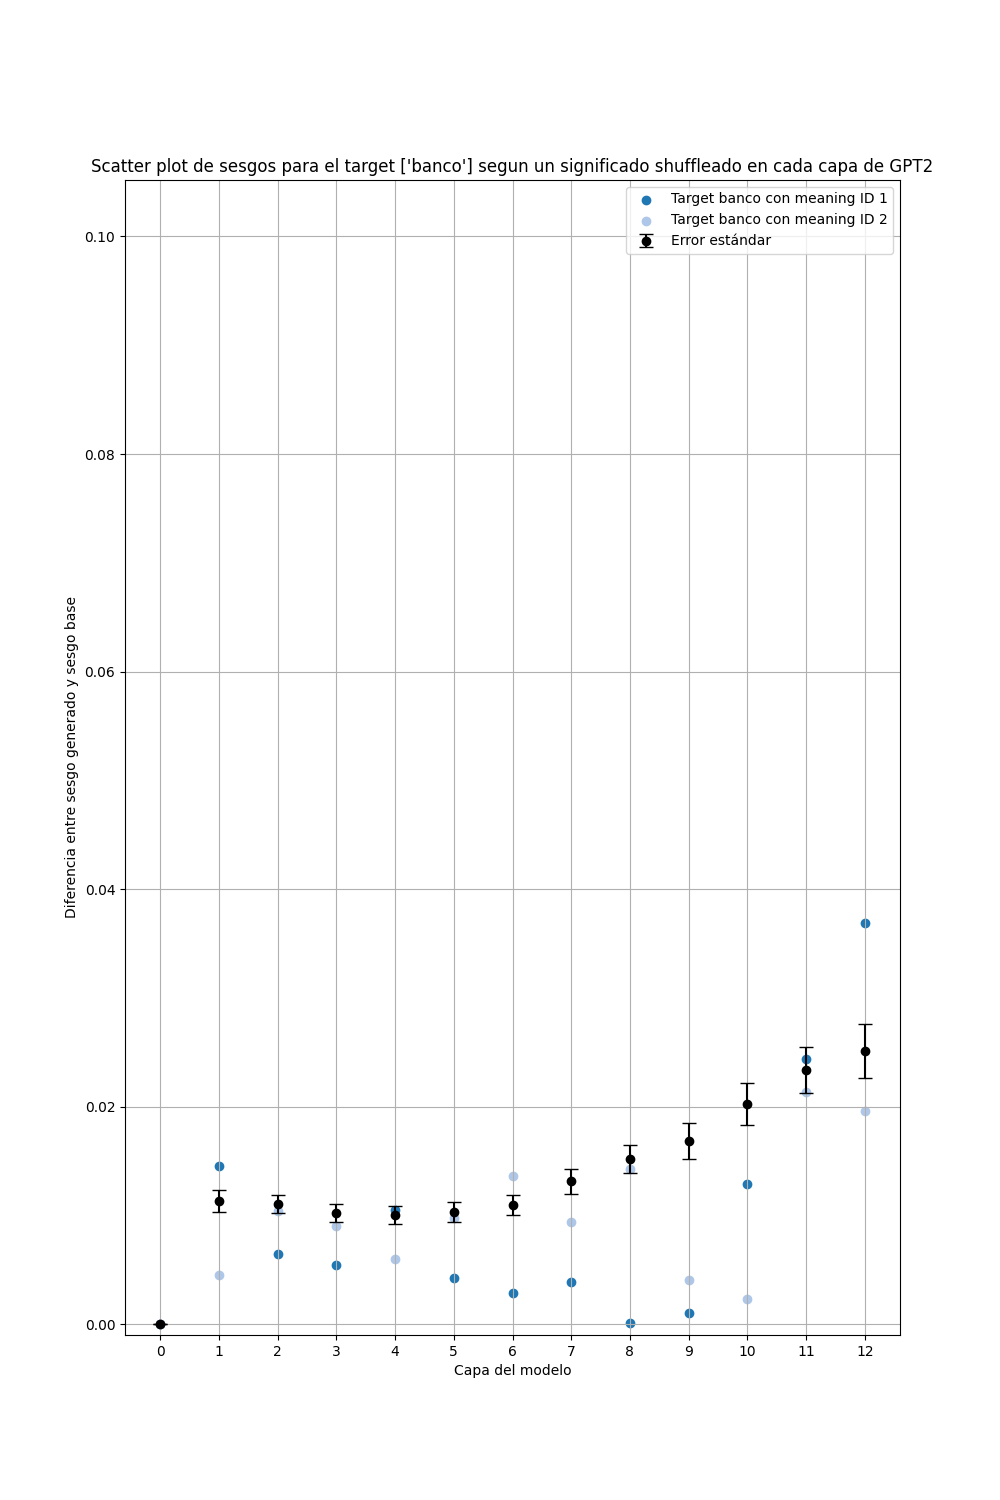 Scatter plot de sesgos para el target ['banco'] segun un significado shuffleado en cada capa de GPT2
Target banco con meaning ID 1
Target banco con meaning ID 2
Error estándar
0.10
0.08
0.06
0.04
0.02
0.00
Diferencia entre sesgo generado y sesgo base
0 1 2 3 4 5 6 7 8 9 10 11 12
Capa del modelo